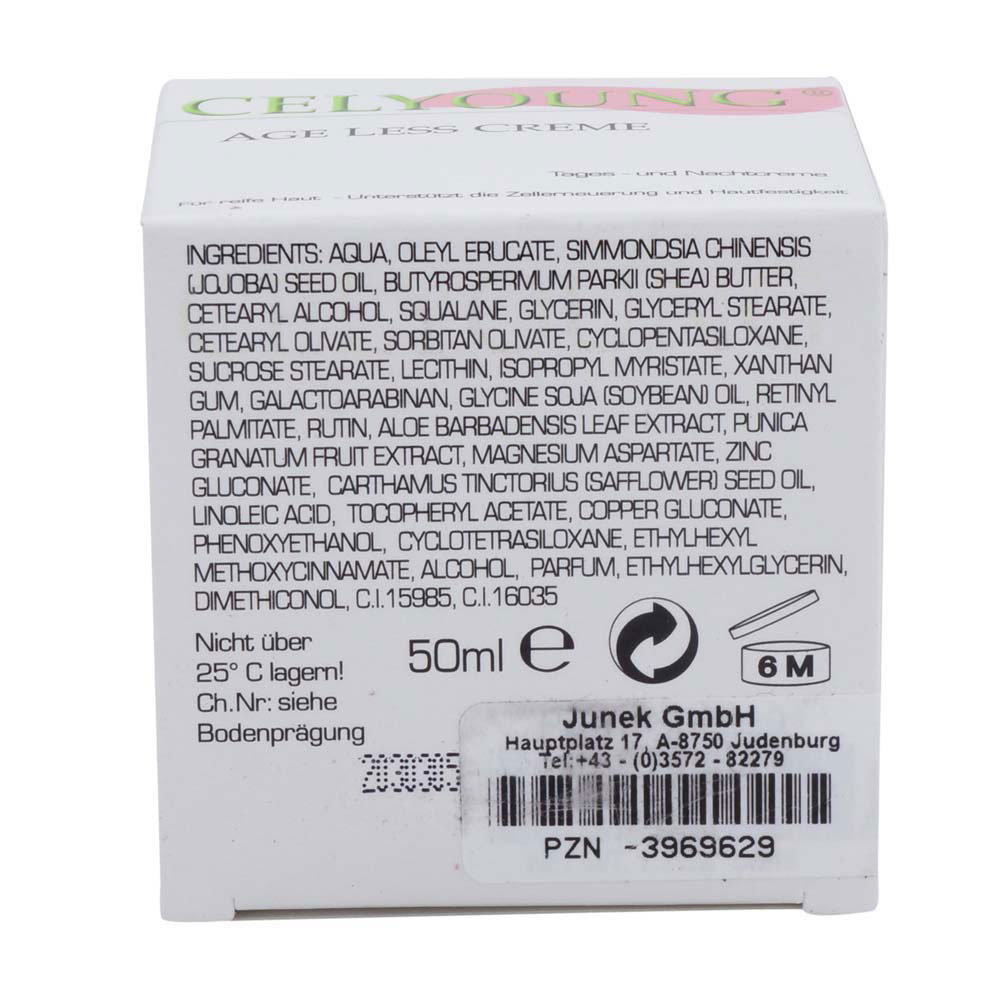 CELYOUNG®
AGE LESS CREME
Tages - und Nachtcreme
Für reife Haut - Unterstützt die Zellerneuerung und Hautfestigkeit
INGREDIENTS: AQUA, OLEYL ERUCATE, SIMMONDSIA CHINENSIS
(JOJOBA) SEED OIL, BUTYROSPERMUM PARKII (SHEA) BUTTER,
CETEARYL ALCOHOL, SQUALANE, GLYCERIN, GLYCERYL STEARATE,
CETEARYL OLIVATE, SORBITAN OLIVATE, CYCLOPENTASILOXANE,
SUCROSE STEARATE, LECITHIN, ISOPROPYL MYRISTATE, XANTHAN
GUM, GALACTOARABINAN, GLYCINE SOJA (SOYBEAN) OIL, RETINYL
PALMITATE, RUTIN, ALOE BARBADENSIS LEAF EXTRACT, PUNICA
GRANATUM FRUIT EXTRACT, MAGNESIUM ASPARTATE, ZINC
GLUCONATE, CARTHAMUS TINCTORIUS (SAFFLOWER) SEED OIL,
LINOLEIC ACID, TOCOPHERYL ACETATE, COPPER GLUCONATE,
PHENOXYETHANOL, CYCLOTETRASILOXANE, ETHYLHEXYL
METHOXYCINNAMATE, ALCOHOL, PARFUM, ETHYLHEXYLGLYCERIN,
DIMETHICONOL, C.I.15985, C.I.16035
Nicht über
25° C lagern!
Ch.Nr: siehe
Bodenprägung
50ml e
6 M
2030305
Junek GmbH
Hauptplatz 17, A-8750 Judenburg
Tel:+43 - (0)3572 - 82279
PZN -3969629